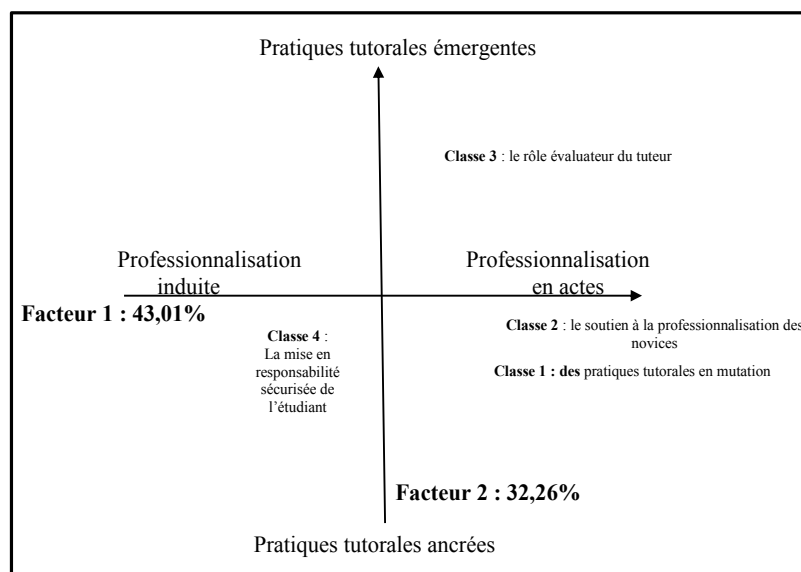 Pratiques tutorales émergentes
Classe 3 : le rôle évaluateur du tuteur
Professionnalisation
induite
Professionnalisation
en actes
Facteur 1 : 43,01%
Classe 4 :
La mise en
responsabilité
sécurisée de
l’étudiant
Classe 2 : le soutien à la professionnalisation des
novices
Classe 1 : des pratiques tutorales en mutation
Facteur 2 : 32,26%
Pratiques tutorales ancrées